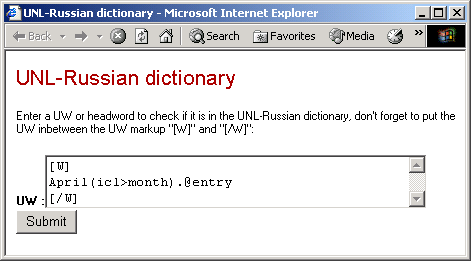 UNL-Russian dictionary - Microsoft Internet Explorer
Back Search Favorites Media »
UNL-Russian dictionary
Enter a UW or headword to check if it is in the UNL-Russian dictionary, don't forget to put the
UW inbetween the UW markup "[W]" and "[/W]":
[W]
April(icl>month).@entry
UW : [/W]
Submit